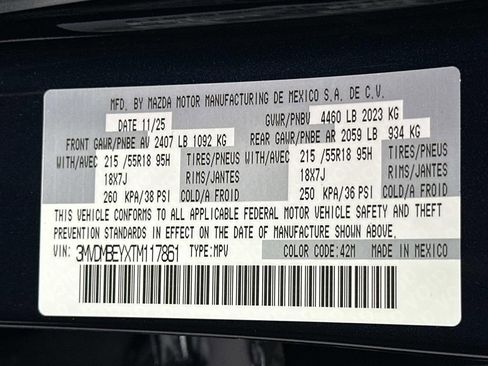 MFD. BY MAZDA MOTOR MANUFACTURING DE MEXICO S.A. DE C.V.
DATE 11/25 GVWR/PNBV 4460 LB 2023 KG
FRONT GAWR/PNBE AV 2407 LB 1092 KG REAR GAWR/PNBE AR 2059 LB 934 KG
WITH/AVEC 215 /55R18 95H TIRES/PNEUS WITH/AVEC 215 /55R18 95H TIRES/PNEUS
18X7J RIMS/JANTES 18X7J RIMS/JANTES
260 KPA/38 PSI COLD/A FROID 250 KPA/36 PSI COLD/A FROID
THIS VEHICLE CONFORMS TO ALL APPLICABLE FEDERAL MOTOR VEHICLE SAFETY AND THEFT
PREVENTION STANDARDS IN EFFECT ON THE DATE OF MANUFACTURE SHOWN ABOVE.
VIN: 3MVDMBEYXTM117861 TYPE:MPV COLOR CODE:42M MADE IN MEXICO